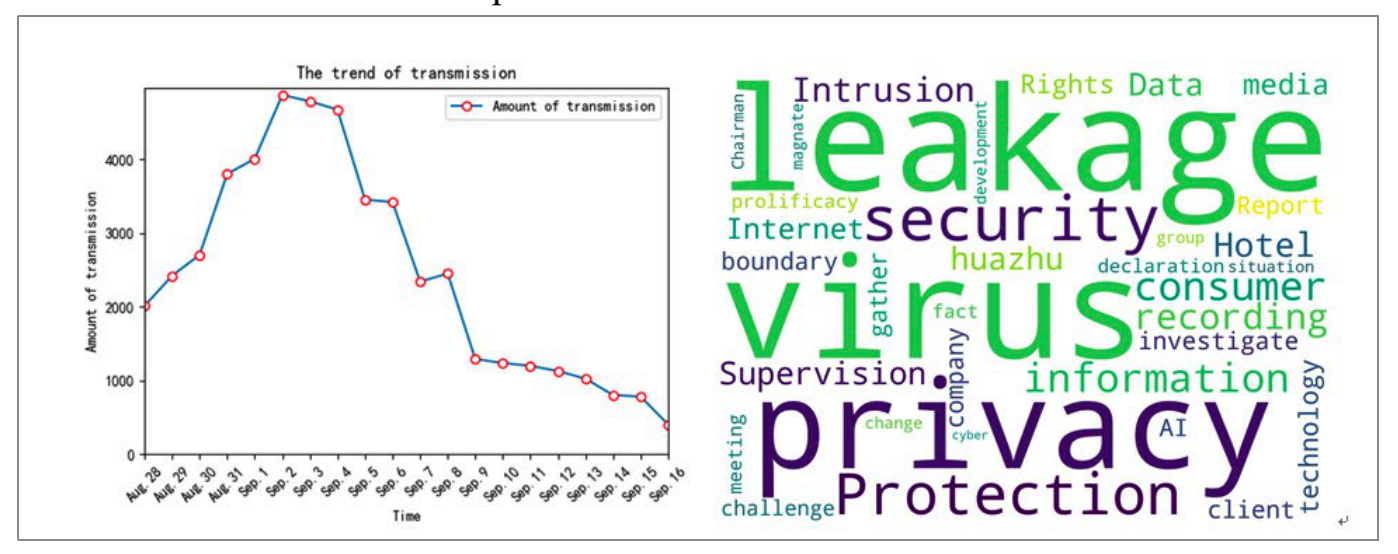 The trend of transmission
Amount of transmission
Amount of transmission
4000
3000
2000
1000
0
Aug. 28
Aug. 29
Aug. 30
Aug. 31
Sep. 1
Sep. 2
Sep. 3
Sep. 4
Sep. 5
Sep. 6
Sep. 7
Sep. 8
Sep. 9
Sep. 10
Sep. 11
Sep. 12
Sep. 13
Sep. 14
Sep. 15
Sep. 16
Time
leakage
Intrusion
Rights
Data
media
Chairman
magnate
development
prolificacy
security
Report
Internet
group
Hotel
boundary
huazhu
declaration
situation
virus
gather
consumer
fact
recording
investigate
Supervision
company
information
technology
privacy
change
cyber
AI
meeting
Protection
challenge
client